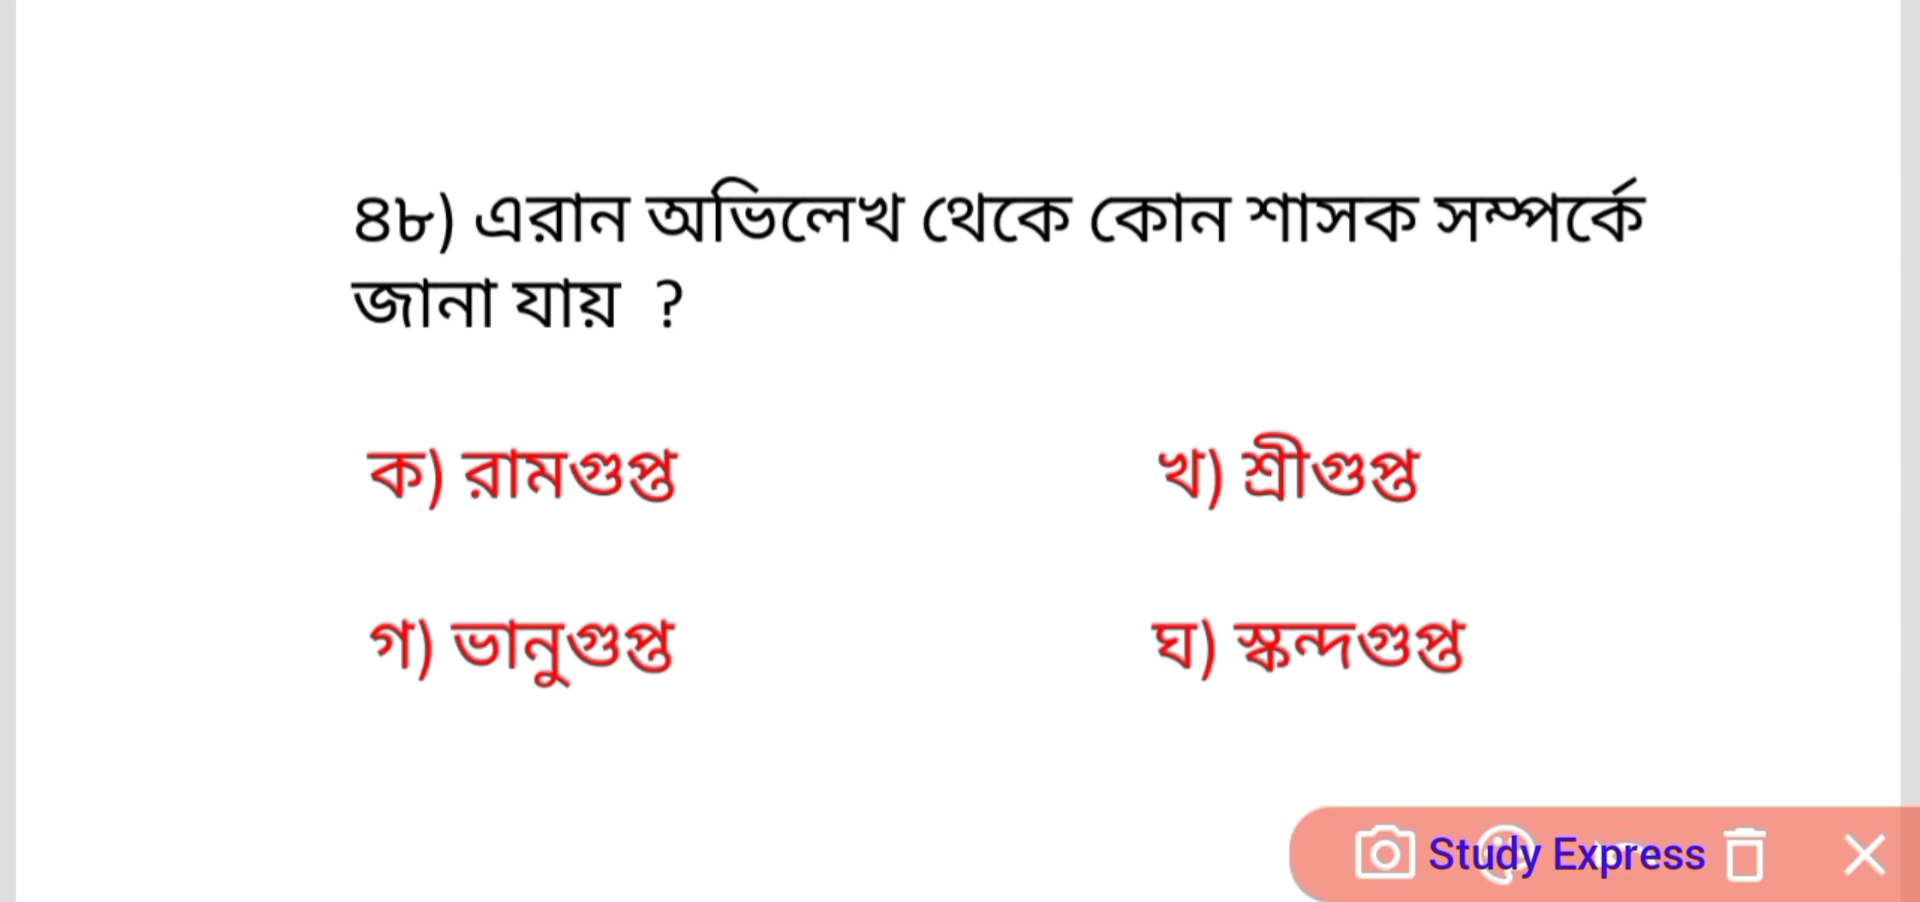 ৪৮) এরান অভিলেখ থেকে কোন শাসক সম্পর্কে
জানা যায় ?
ক) রামগুপ্ত
খ) শ্রীগুপ্ত
গ) ভানুগুপ্ত
ঘ) স্কন্দগুপ্ত
Study Express